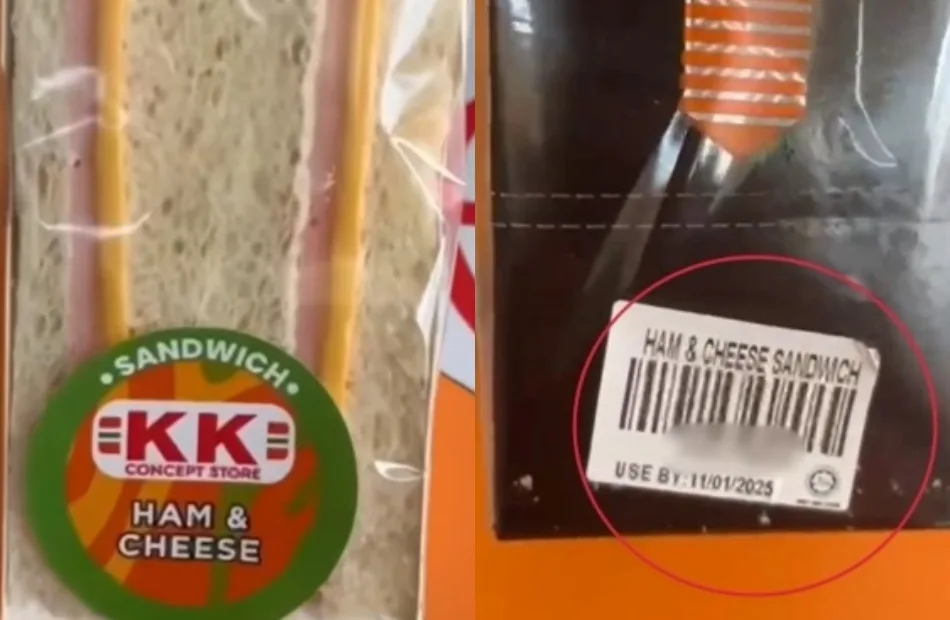 • SANDWICH •
KK
CONCEPT STORE
HAM &
CHEESE
HAM & CHEESE SANDWICH
USE BY: 11/01/2025